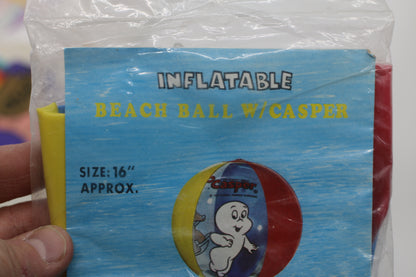 INFLATABLE
BEACH BALL W/CASPER
SIZE: 16"
APPROX.
Casper